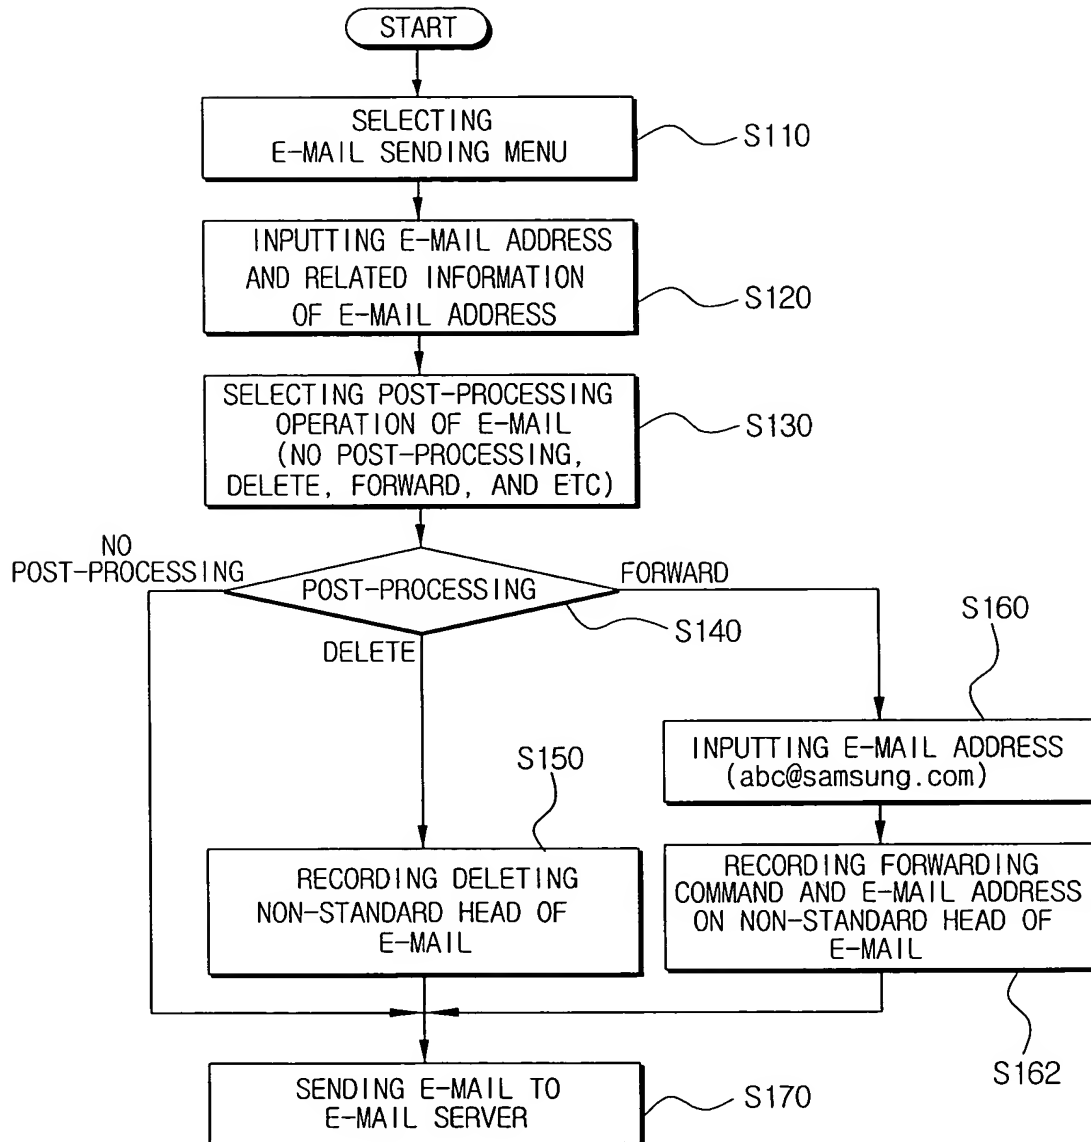 START
SELECTING
E-MAIL SENDING MENU
S110
INPUTTING E-MAIL ADDRESS
AND RELATED INFORMATION
OF E-MAIL ADDRESS
S120
SELECTING POST-PROCESSING
OPERATION OF E-MAIL
(NO POST-PROCESSING,
DELETE, FORWARD, AND ETC)
S130
NO
POST-PROCESSING
POST-PROCESSING
FORWARD
S140
DELETE
S160
INPUTTING E-MAIL ADDRESS
(abc@samsung.com)
S150
RECORDING DELETING
NON-STANDARD HEAD OF
E-MAIL
RECORDING FORWARDING
COMMAND AND E-MAIL ADDRESS
ON NON-STANDARD HEAD OF
E-MAIL
S162
SENDING E-MAIL TO
E-MAIL SERVER
S170